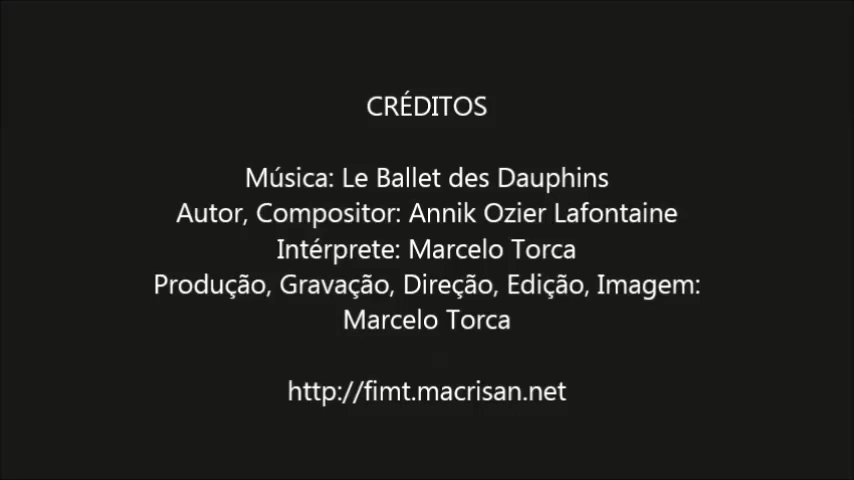 CRÉDITOS
Música: Le Ballet des Dauphins
Autor, Compositor: Annik Ozier Lafontaine
Intérprete: Marcelo Torca
Produção, Gravação, Direção, Edição, Imagem:
Marcelo Torca
http://fimt.macrisan.net